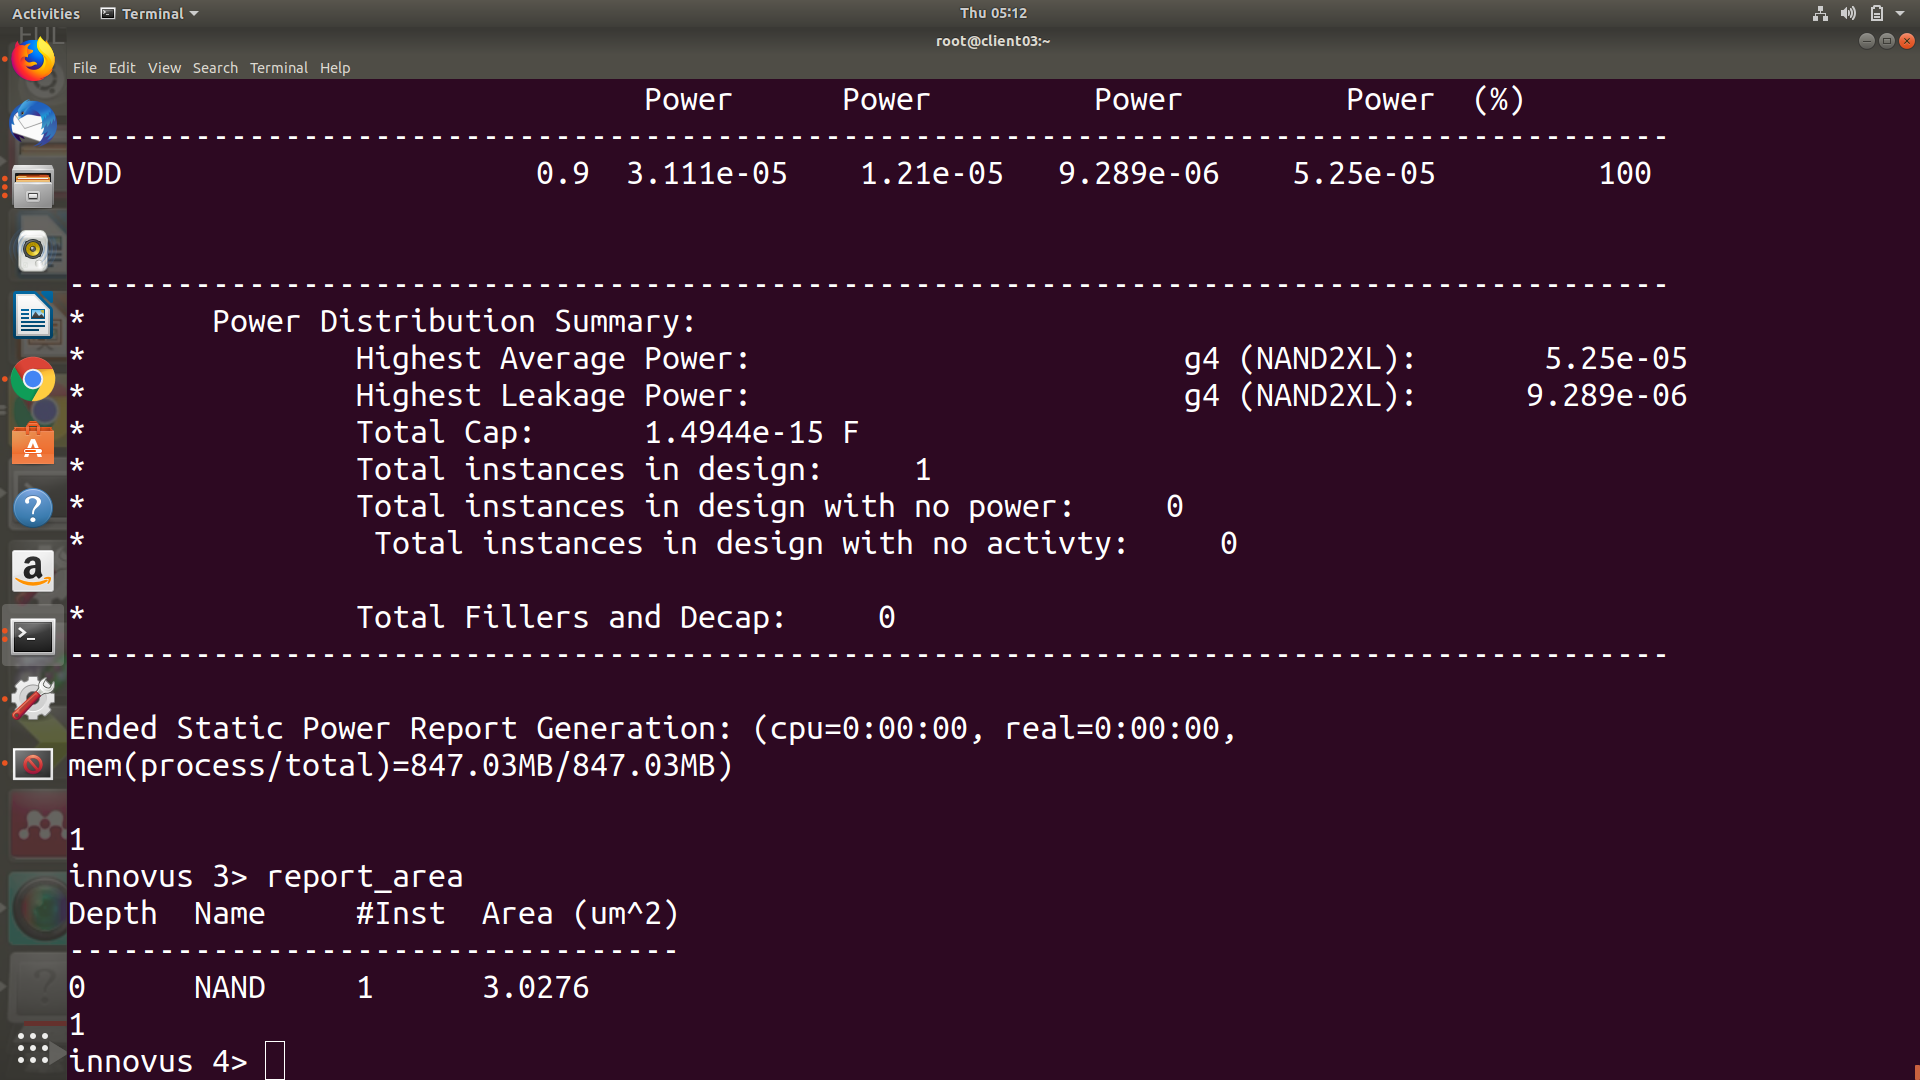 Activities Terminal Thu 05:12
root@client03:~
File Edit View Search Terminal Help
Power Power Power Power (%)
-----------------------------------------------------------------------------------------
VDD 0.9 3.111e-05 1.21e-05 9.289e-06 5.25e-05 100
-----------------------------------------------------------------------------------------
* Power Distribution Summary:
* Highest Average Power: g4 (NAND2XL): 5.25e-05
* Highest Leakage Power: g4 (NAND2XL): 9.289e-06
* Total Cap: 1.4944e-15 F
* Total instances in design: 1
* Total instances in design with no power: 0
* Total instances in design with no activty: 0
* Total Fillers and Decap: 0
-----------------------------------------------------------------------------------------
Ended Static Power Report Generation: (cpu=0:00:00, real=0:00:00,
mem(process/total)=847.03MB/847.03MB)
1
innovus 3> report_area
Depth Name #Inst Area (um^2)
----------------------------------
0 NAND 1 3.0276
1
innovus 4>